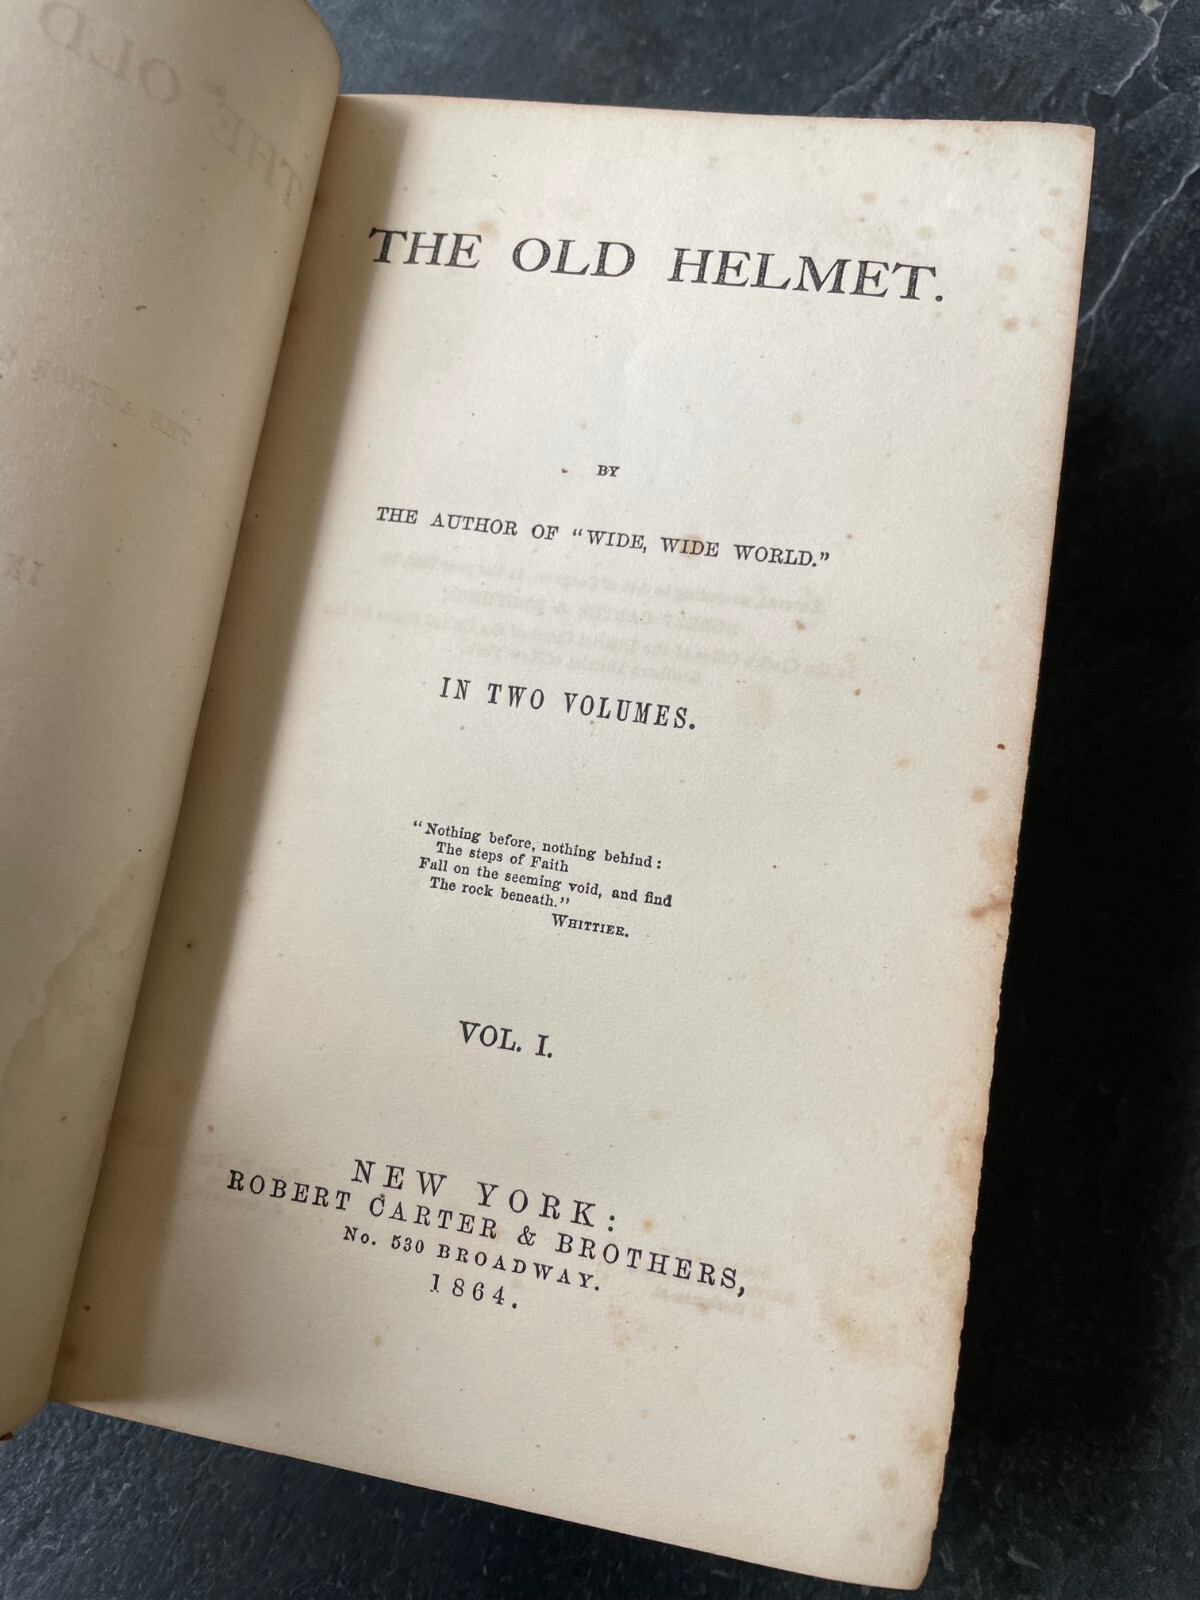 THE OLD HELMET.
BY
THE AUTHOR OF "WIDE, WIDE WORLD."
IN TWO VOLUMES.
"Nothing before, nothing behind:
The steps of Faith
Fall on the seeming void, and find
The rock beneath."
WHITTIER.
VOL. I.
NEW YORK:
ROBERT CARTER & BROTHERS,
No. 530 BROADWAY.
1864.